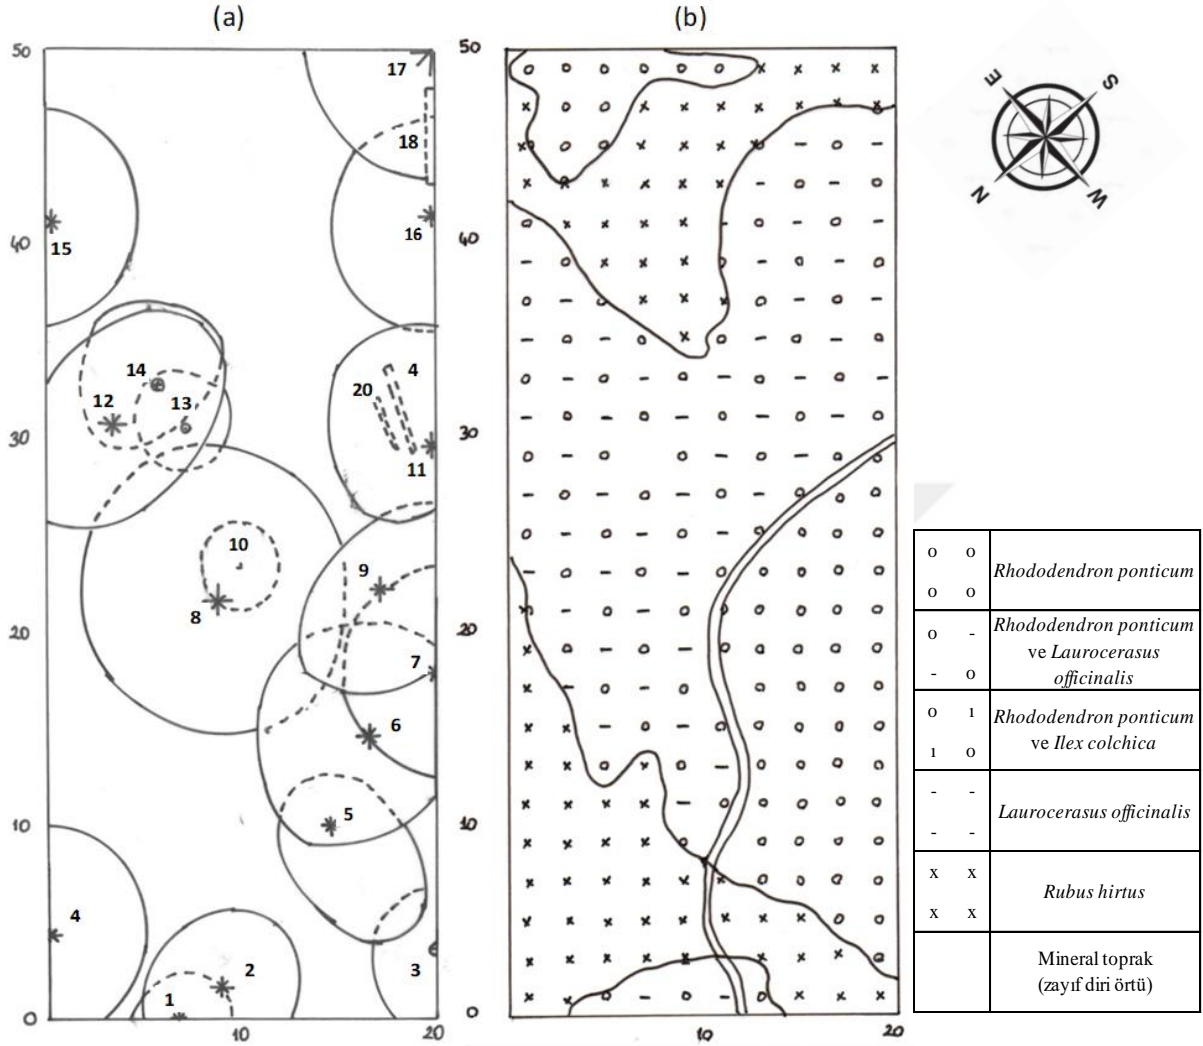 (a)
(b)
50
40
30
20
10
0
10
20
17
18
15
16
14
4
12
13
20
11
10
9
8
7
6
5
4
2
3
1
50
40
30
20
10
0
10
20
E
S
N
W
o o
o o
Rhododendron ponticum
o -
- o
Rhododendron ponticum
ve Laurocerasus
officinalis
o ı
ı o
Rhododendron ponticum
ve Ilex colchica
- -
- -
Laurocerasus officinalis
x x
x x
Rubus hirtus
Mineral toprak
(zayıf diri örtü)